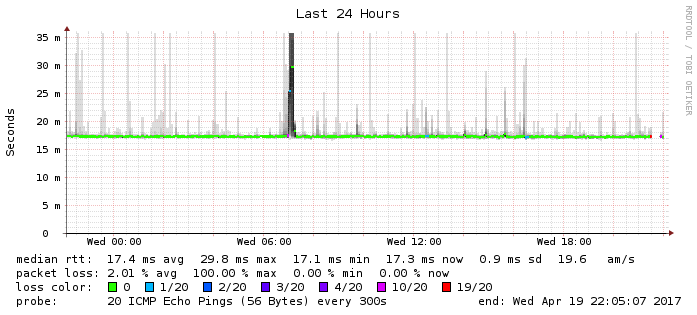 Last 24 Hours
RRDTOOL / TOBI OETIKER
Seconds
35 m
30 m
25 m
20 m
15 m
10 m
5 m
0
Wed 00:00 Wed 06:00 Wed 12:00 Wed 18:00
median rtt: 17.4 ms avg 29.8 ms max 17.1 ms min 17.3 ms now 0.9 ms sd 19.6 am/s
packet loss: 2.01 % avg 100.00 % max 0.00 % min 0.00 % now
loss color: 0 1/20 2/20 3/20 4/20 10/20 19/20
probe: 20 ICMP Echo Pings (56 Bytes) every 300s end: Wed Apr 19 22:05:07 2017